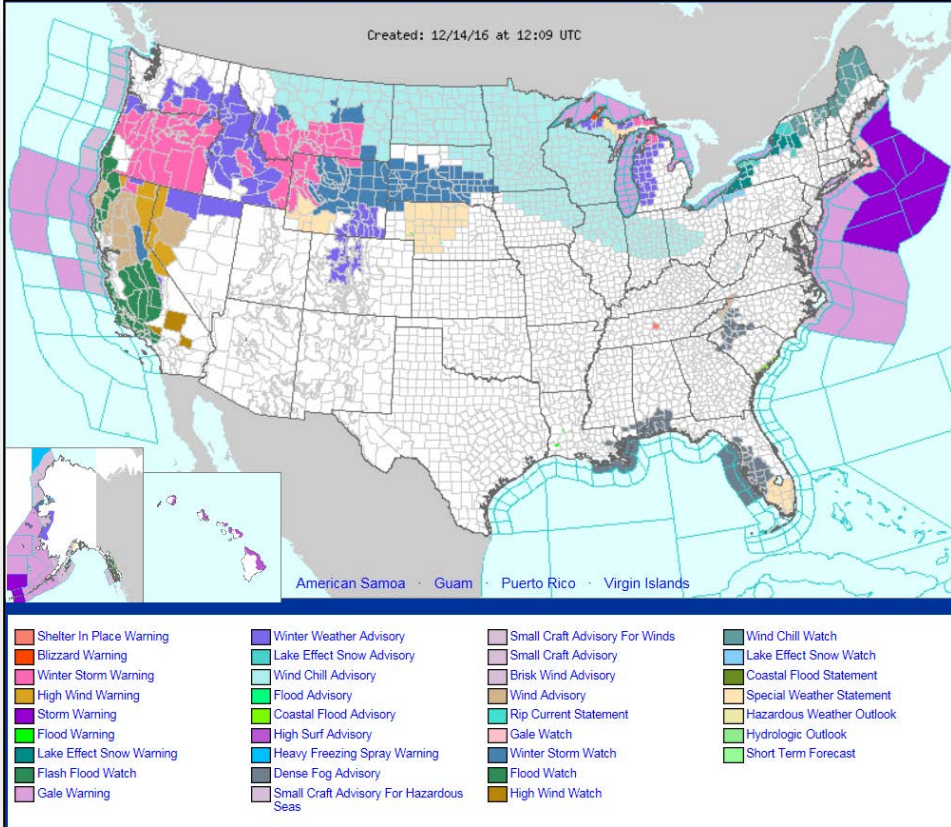 Created: 12/14/16 at 12:09 UTC
American Samoa · Guam · Puerto Rico · Virgin Islands
Shelter In Place Warning
Blizzard Warning
Winter Storm Warning
High Wind Warning
Storm Warning
Flood Warning
Lake Effect Snow Warning
Flash Flood Watch
Gale Warning
Winter Weather Advisory
Lake Effect Snow Advisory
Wind Chill Advisory
Flood Advisory
Coastal Flood Advisory
High Surf Advisory
Heavy Freezing Spray Warning
Dense Fog Advisory
Small Craft Advisory For Hazardous
Seas
Small Craft Advisory For Winds
Small Craft Advisory
Brisk Wind Advisory
Wind Advisory
Rip Current Statement
Gale Watch
Winter Storm Watch
Flood Watch
High Wind Watch
Wind Chill Watch
Lake Effect Snow Watch
Coastal Flood Statement
Special Weather Statement
Hazardous Weather Outlook
Hydrologic Outlook
Short Term Forecast